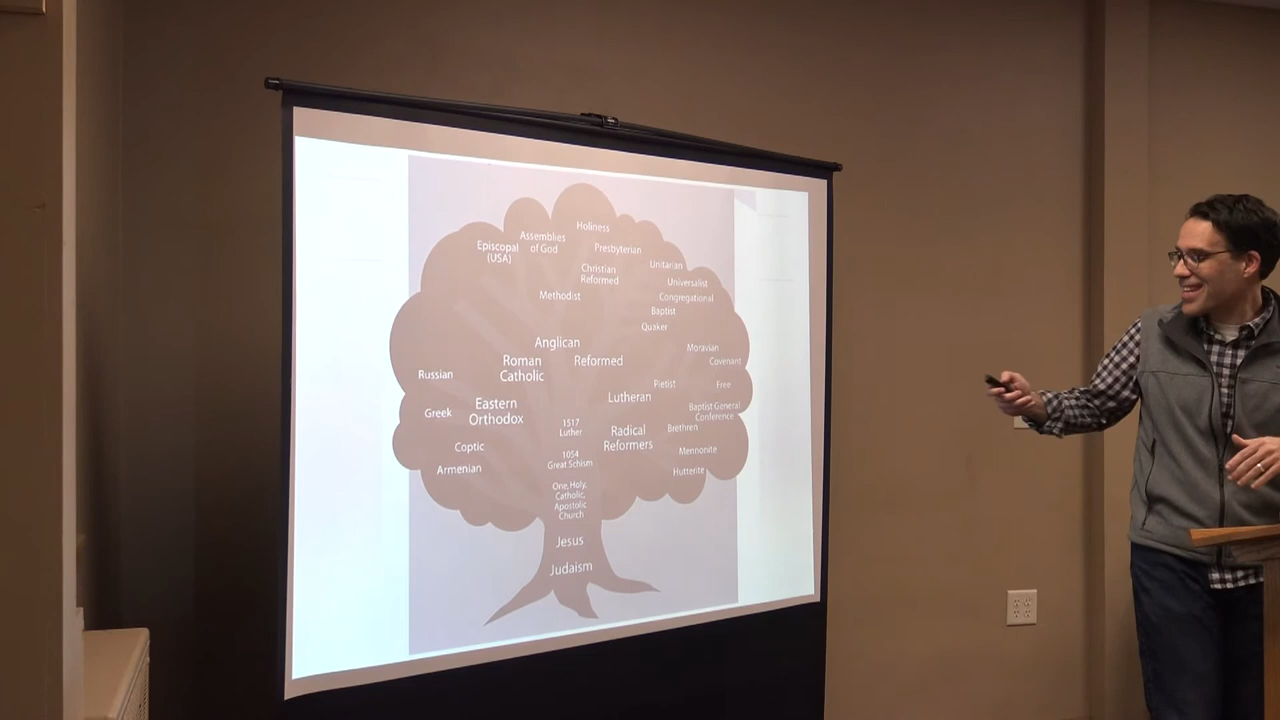 Holiness
Assemblies
of God
Episcopal
(USA)
Presbyterian
Unitarian
Christian
Reformed
Universalist
Methodist
Congregational
Baptist
Quaker
Anglican
Moravian
Roman
Catholic
Reformed
Covenant
Russian
Pietist
Free
Lutheran
Eastern
Orthodox
Greek
Baptist General
Conference
1517
Luther
Radical
Reformers
Brethren
Coptic
Mennonite
1054
Great Schism
Armenian
Hutterite
One, Holy,
Catholic,
Apostolic
Church
Jesus
Judaism